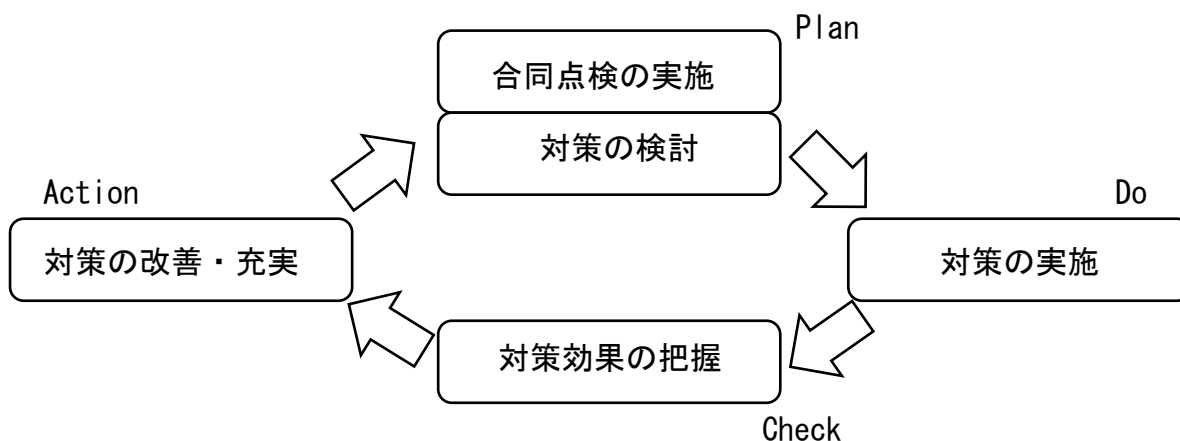 Plan
合同点検の実施
対策の検討
Action
Do
対策の改善・充実
対策の実施
対策効果の把握
Check